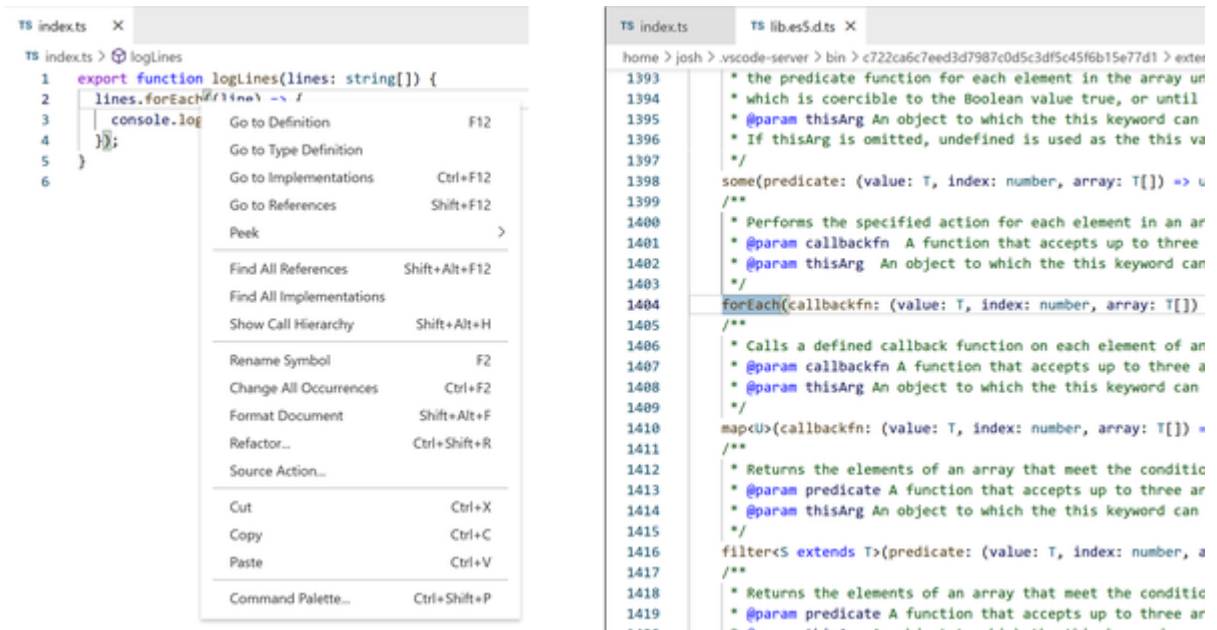 TS index.ts ×
TS index.ts > logLines
1 export function logLines(lines: string[]) {
2 lines.forEach((line) => {
3 console.log
4 });
5 }
6
Go to Definition F12
Go to Type Definition
Go to Implementations Ctrl+F12
Go to References Shift+F12
Peek >
Find All References Shift+Alt+F12
Find All Implementations
Show Call Hierarchy Shift+Alt+H
Rename Symbol F2
Change All Occurrences Ctrl+F2
Format Document Shift+Alt+F
Refactor... Ctrl+Shift+R
Source Action...
Cut Ctrl+X
Copy Ctrl+C
Paste Ctrl+V
Command Palette... Ctrl+Shift+P
TS index.ts TS lib.es5.d.ts ×
home > josh > .vscode-server > bin > c722ca6c7eed3d7987c0d5c3df5c45f6b15e77d1 > exter
1393 * the predicate function for each element in the array un
1394 * which is coercible to the Boolean value true, or until
1395 * @param thisArg An object to which the this keyword can
1396 * If thisArg is omitted, undefined is used as the this va
1397 */
1398 some(predicate: (value: T, index: number, array: T[]) => u
1399 /**
1400 * Performs the specified action for each element in an ar
1401 * @param callbackfn  A function that accepts up to three
1402 * @param thisArg  An object to which the this keyword can
1403 */
1404 forEach(callbackfn: (value: T, index: number, array: T[])
1405 /**
1406 * Calls a defined callback function on each element of an
1407 * @param callbackfn A function that accepts up to three a
1408 * @param thisArg An object to which the this keyword can
1409 */
1410 map<U>(callbackfn: (value: T, index: number, array: T[]) =
1411 /**
1412 * Returns the elements of an array that meet the conditio
1413 * @param predicate A function that accepts up to three ar
1414 * @param thisArg An object to which the this keyword can
1415 */
1416 filter<S extends T>(predicate: (value: T, index: number, a
1417 /**
1418 * Returns the elements of an array that meet the conditio
1419 * @param predicate A function that accepts up to three ar